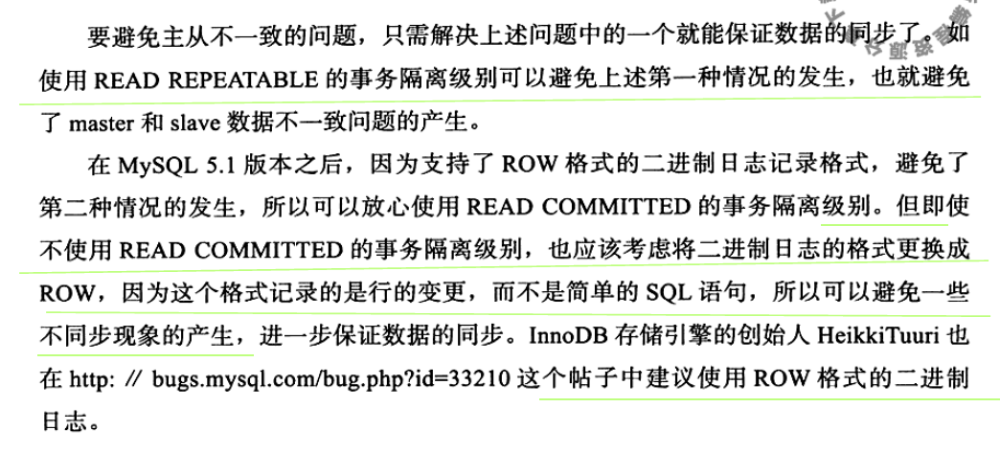 要避免主从不一致的问题，只需解决上述问题中的一个就能保证数据的同步了。如
使用 READ REPEATABLE 的事务隔离级别可以避免上述第一种情况的发生，也就避免
了 master 和 slave 数据不一致问题的产生。
在 MySQL 5.1 版本之后，因为支持了 ROW 格式的二进制日志记录格式，避免了
第二种情况的发生，所以可以放心使用 READ COMMITTED 的事务隔离级别。但即使
不使用 READ COMMITTED 的事务隔离级别，也应该考虑将二进制日志的格式更换成
ROW，因为这个格式记录的是行的变更，而不是简单的 SQL 语句，所以可以避免一些
不同步现象的产生，进一步保证数据的同步。InnoDB 存储引擎的创始人 HeikkiTuuri 也
在 http: // bugs.mysql.com/bug.php?id=33210 这个帖子中建议使用 ROW 格式的二进制
日志。